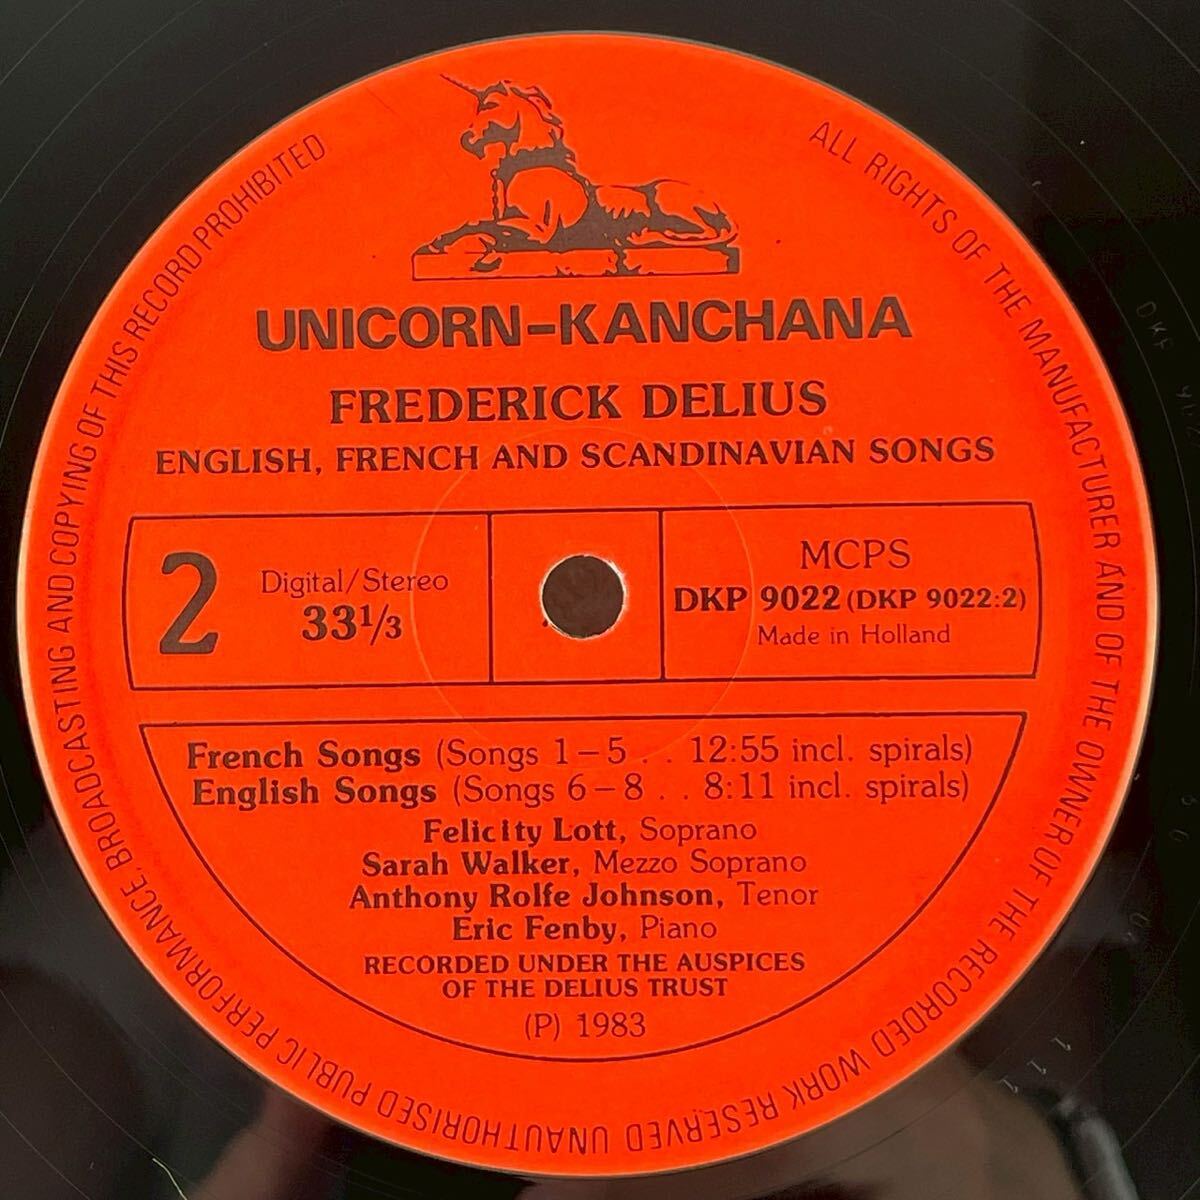 UNICORN-KANCHANA
FREDERICK DELIUS
ENGLISH, FRENCH AND SCANDINAVIAN SONGS
2
Digital/Stereo
33⅓
MCPS
DKP 9022 (DKP 9022:2)
Made in Holland
French Songs (Songs 1-5 . . 12:55 incl. spirals)
English Songs (Songs 6-8 . . 8:11 incl. spirals)
Felicity Lott, Soprano
Sarah Walker, Mezzo Soprano
Anthony Rolfe Johnson, Tenor
Eric Fenby, Piano
RECORDED UNDER THE AUSPICES
OF THE DELIUS TRUST
(P) 1983
ALL RIGHTS OF THE MANUFACTURER AND OF THE OWNER OF THE RECORDED WORK RESERVED UNAUTHORISED PUBLIC PERFORMANCE, BROADCASTING AND COPYING OF THIS RECORD PROHIBITED